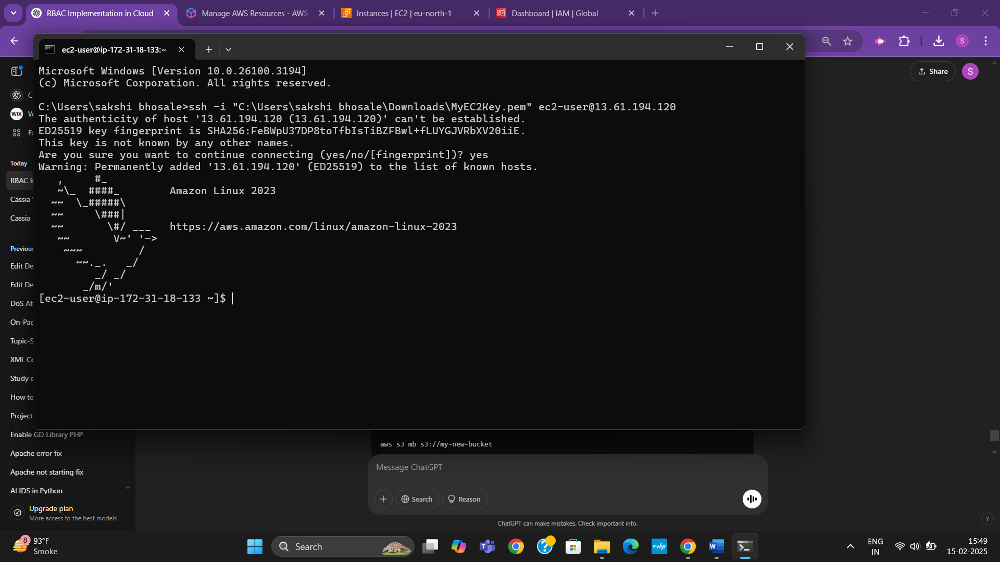 RBAC Implementation in Cloud
Manage AWS Resources - AWS
Instances | EC2 | eu-north-1
Dashboard | IAM | Global
S
ec2-user@ip-172-31-18-133:~
Share
S
Microsoft Windows [Version 10.0.26100.3194]
(c) Microsoft Corporation. All rights reserved.
C:\Users\sakshi bhosale>ssh -i "C:\Users\sakshi bhosale\Downloads\MyEC2Key.pem" ec2-user@13.61.194.120
The authenticity of host '13.61.194.120 (13.61.194.120)' can't be established.
ED25519 key fingerprint is SHA256:FeBWpU37DP8toTfbIsTiBZFBwl+fLUYGJVRbXV20iiE.
This key is not known by any other names.
Are you sure you want to continue connecting (yes/no/[fingerprint])? yes
Warning: Permanently added '13.61.194.120' (ED25519) to the list of known hosts.
   ,     #_
   ~\_  ####_        Amazon Linux 2023
  ~~  \_#####\
  ~~     \###|
  ~~       \#/ ___   https://aws.amazon.com/linux/amazon-linux-2023
   ~~       V~' '->
    ~~~         /
      ~~._.   _/
         _/ _/
       _/m/'
[ec2-user@ip-172-31-18-133 ~]$
C
WIX W
Ex
Today
RBAC I
Cassia
Cassia
Previous
Edit De
Edit De
DoS At
On-Pag
Topic-S
XML Co
Study
How to
Project
Enable GD Library PHP
Apache error fix
Apache not starting fix
AI IDS in Python
Upgrade plan
More access to the best models
aws s3 mb s3://my-new-bucket
Message ChatGPT
Search
Reason
ChatGPT can make mistakes. Check important info.
?
8
93°F
Smoke
Search
myhp
ENG
IN
15:49
15-02-2025